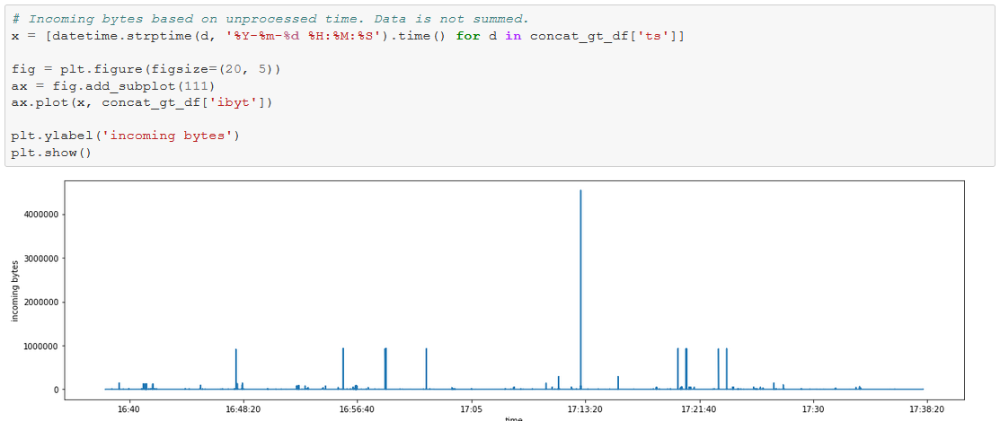 # Incoming bytes based on unprocessed time. Data is not summed.
x = [datetime.strptime(d, '%Y-%m-%d %H:%M:%S').time() for d in concat_gt_df['ts']]
fig = plt.figure(figsize=(20, 5))
ax = fig.add_subplot(111)
ax.plot(x, concat_gt_df['ibyt'])
plt.ylabel('incoming bytes')
plt.show()
4000000
3000000
2000000
1000000
0
incoming bytes
16:40 16:48:20 16:56:40 17:05 17:13:20 17:21:40 17:30 17:38:20
time